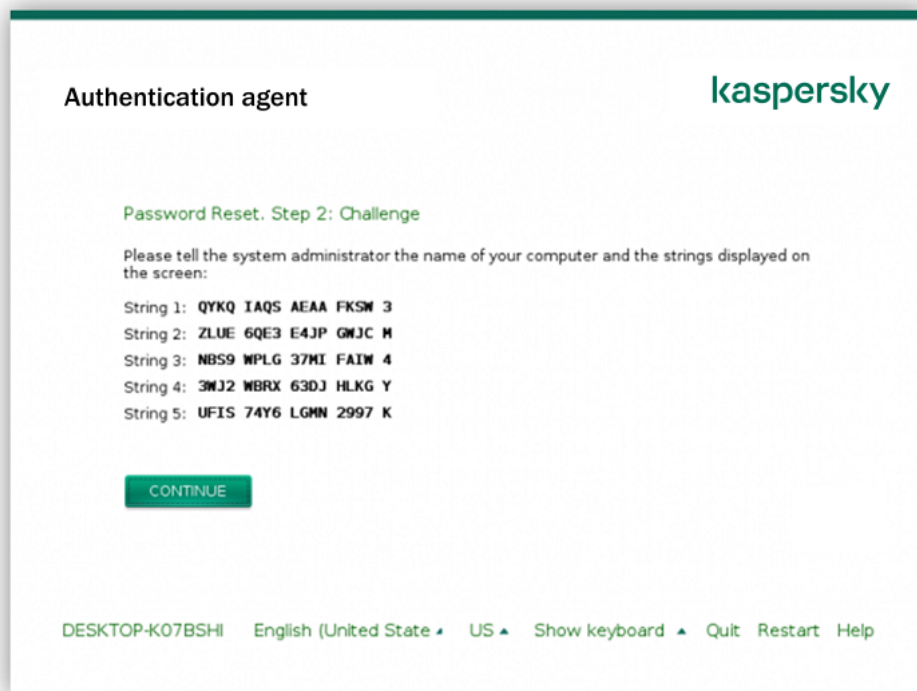 Authentication agent
kaspersky
Password Reset. Step 2: Challenge
Please tell the system administrator the name of your computer and the strings displayed on
the screen:
String 1: QYKQ IAQS AEAA FKSW 3
String 2: ZLUE 6QE3 E4JP GWJC M
String 3: NBS9 WPLG 37MI FAIW 4
String 4: 3WJ2 WBRX 63DJ HLKG Y
String 5: UFIS 74Y6 LGMN 2997 K
CONTINUE
DESKTOP-K07BSHI English (United State US Show keyboard Quit Restart Help